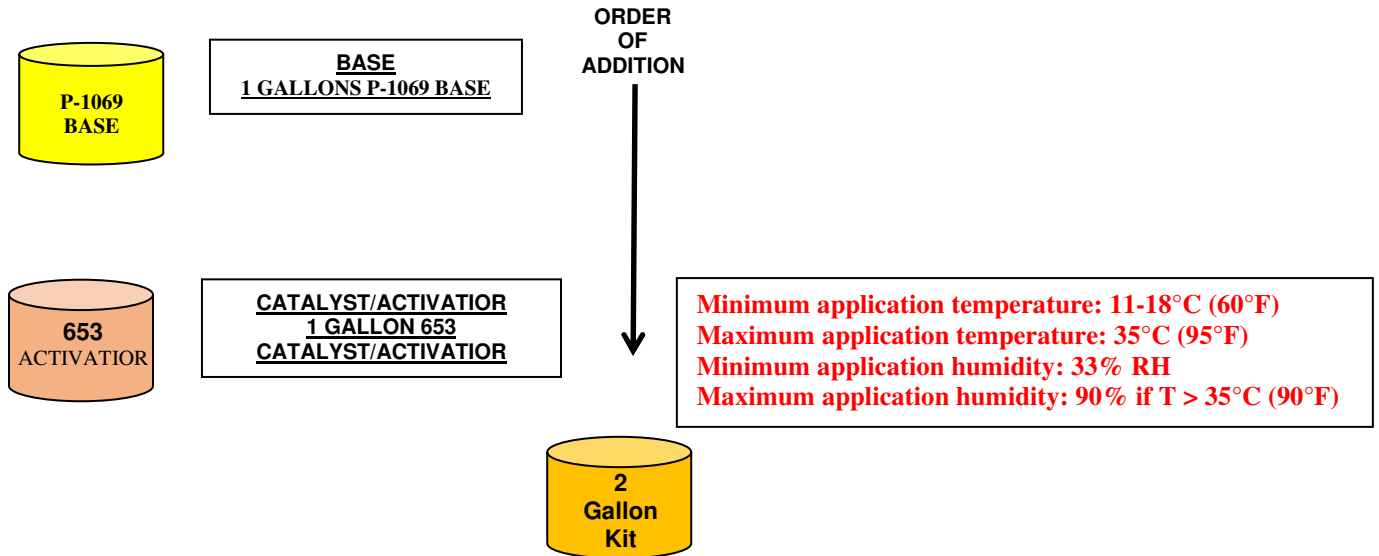 ORDER
OF
ADDITION
P-1069
BASE
BASE
1 GALLONS P-1069 BASE
653
ACTIVATIOR
CATALYST/ACTIVATIOR
1 GALLON 653
CATALYST/ACTIVATIOR
Minimum application temperature: 11-18°C (60°F)
Maximum application temperature: 35°C (95°F)
Minimum application humidity: 33% RH
Maximum application humidity: 90% if T > 35°C (90°F)
2
Gallon
Kit